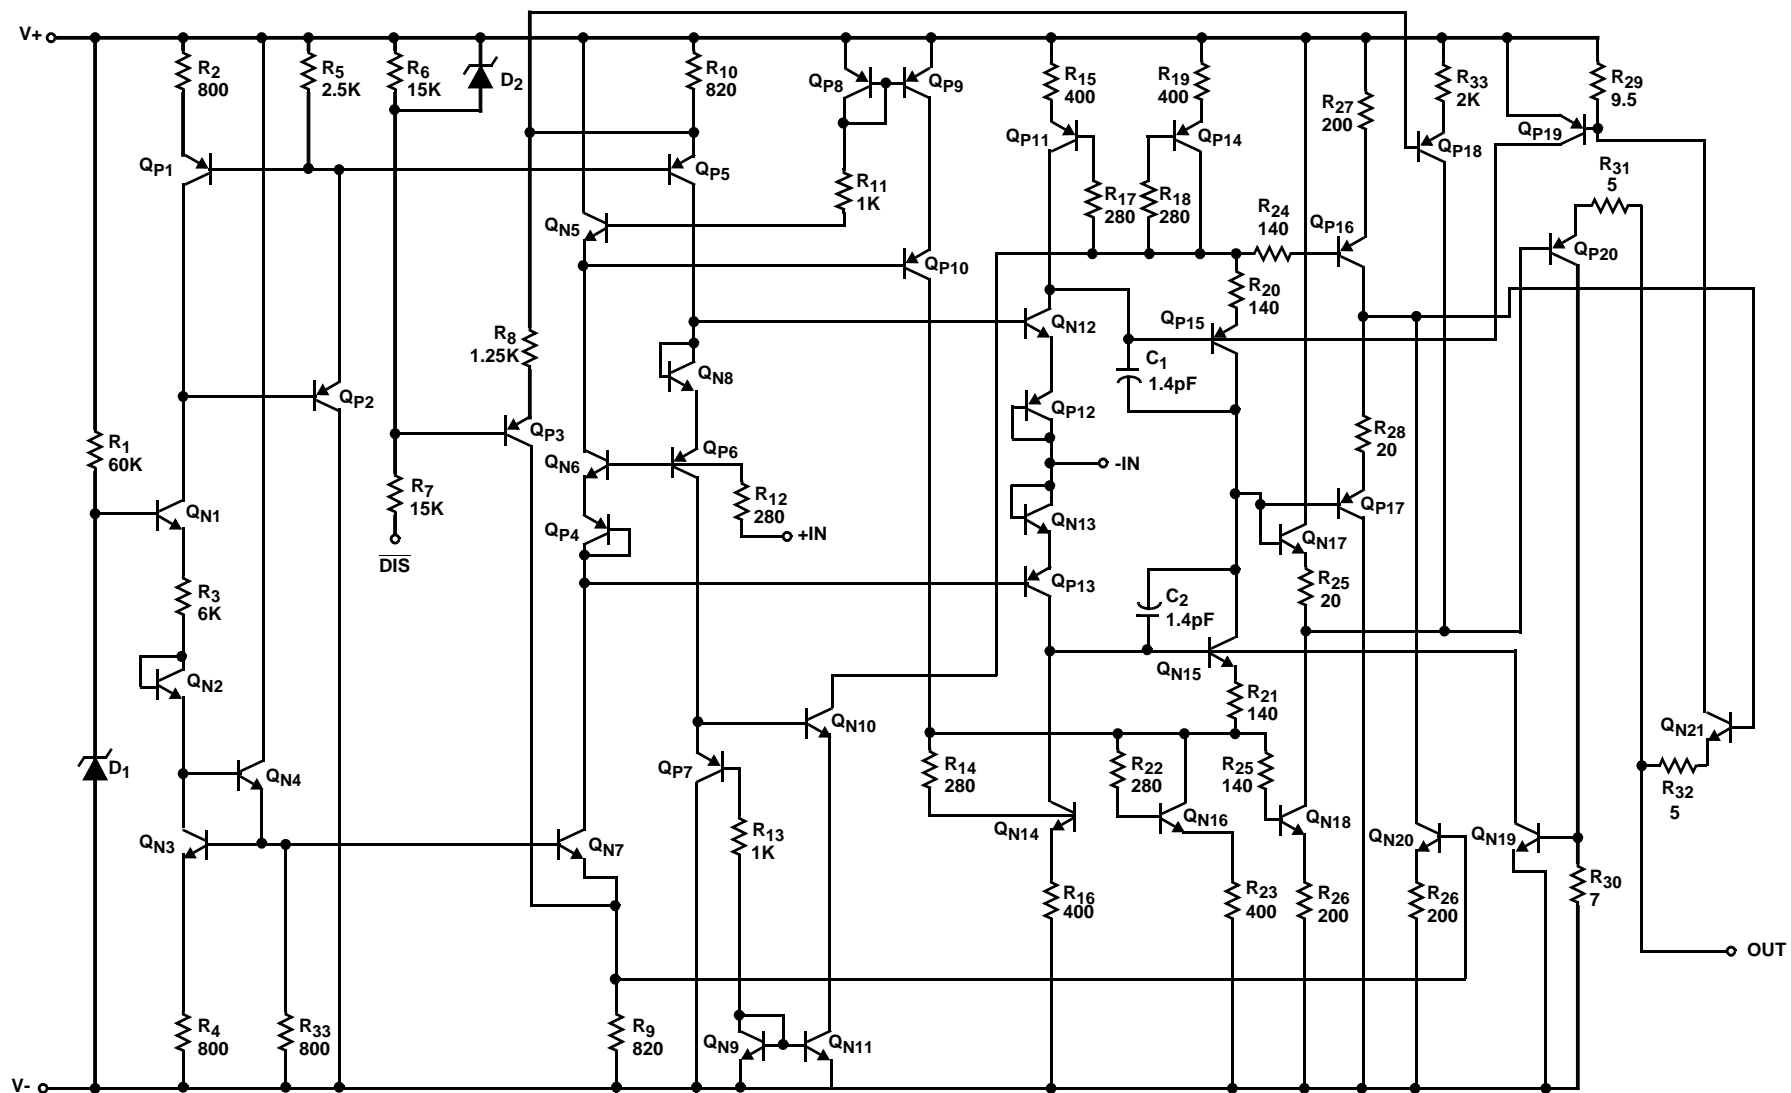 V+
R2
800
R5
2.5K
R6
15K
D2
R10
820
QP8
QP9
R15
400
R19
400
R27
200
R33
2K
R29
9.5
QP1
QP5
QP11
QP14
QP18
QP19
R11
1K
R17
280
R18
280
R31
5
QN5
R24
140
QP16
QP20
QP10
R20
140
R8
1.25K
QN12
QP15
QN8
C1
1.4pF
QP2
QP12
R1
60K
QP3
QP6
R28
20
QN6
-IN
R7
15K
R12
280
QN1
QP4
+IN
QN13
QP17
QN17
DIS
R3
6K
QP13
C2
1.4pF
R25
20
QN2
QN15
R21
140
QN10
QN21
D1
QN4
QP7
R14
280
R22
280
R25
140
R32
5
QN3
QN7
R13
1K
QN14
QN16
QN18
QN20
QN19
R16
400
R23
400
R26
200
R26
200
R30
7
OUT
R4
800
R33
800
R9
820
QN9
QN11
V-